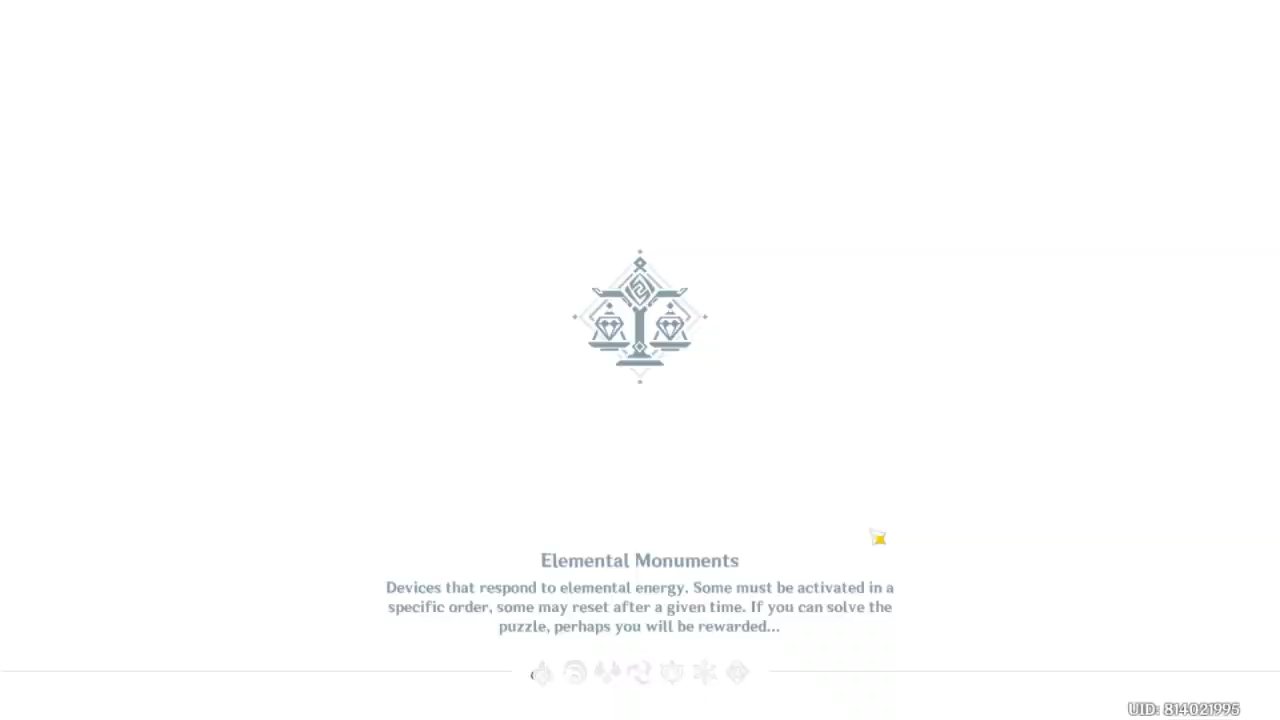 Elemental Monuments
Devices that respond to elemental energy. Some must be activated in a
specific order, some may reset after a given time. If you can solve the
puzzle, perhaps you will be rewarded...
UID: 814021995